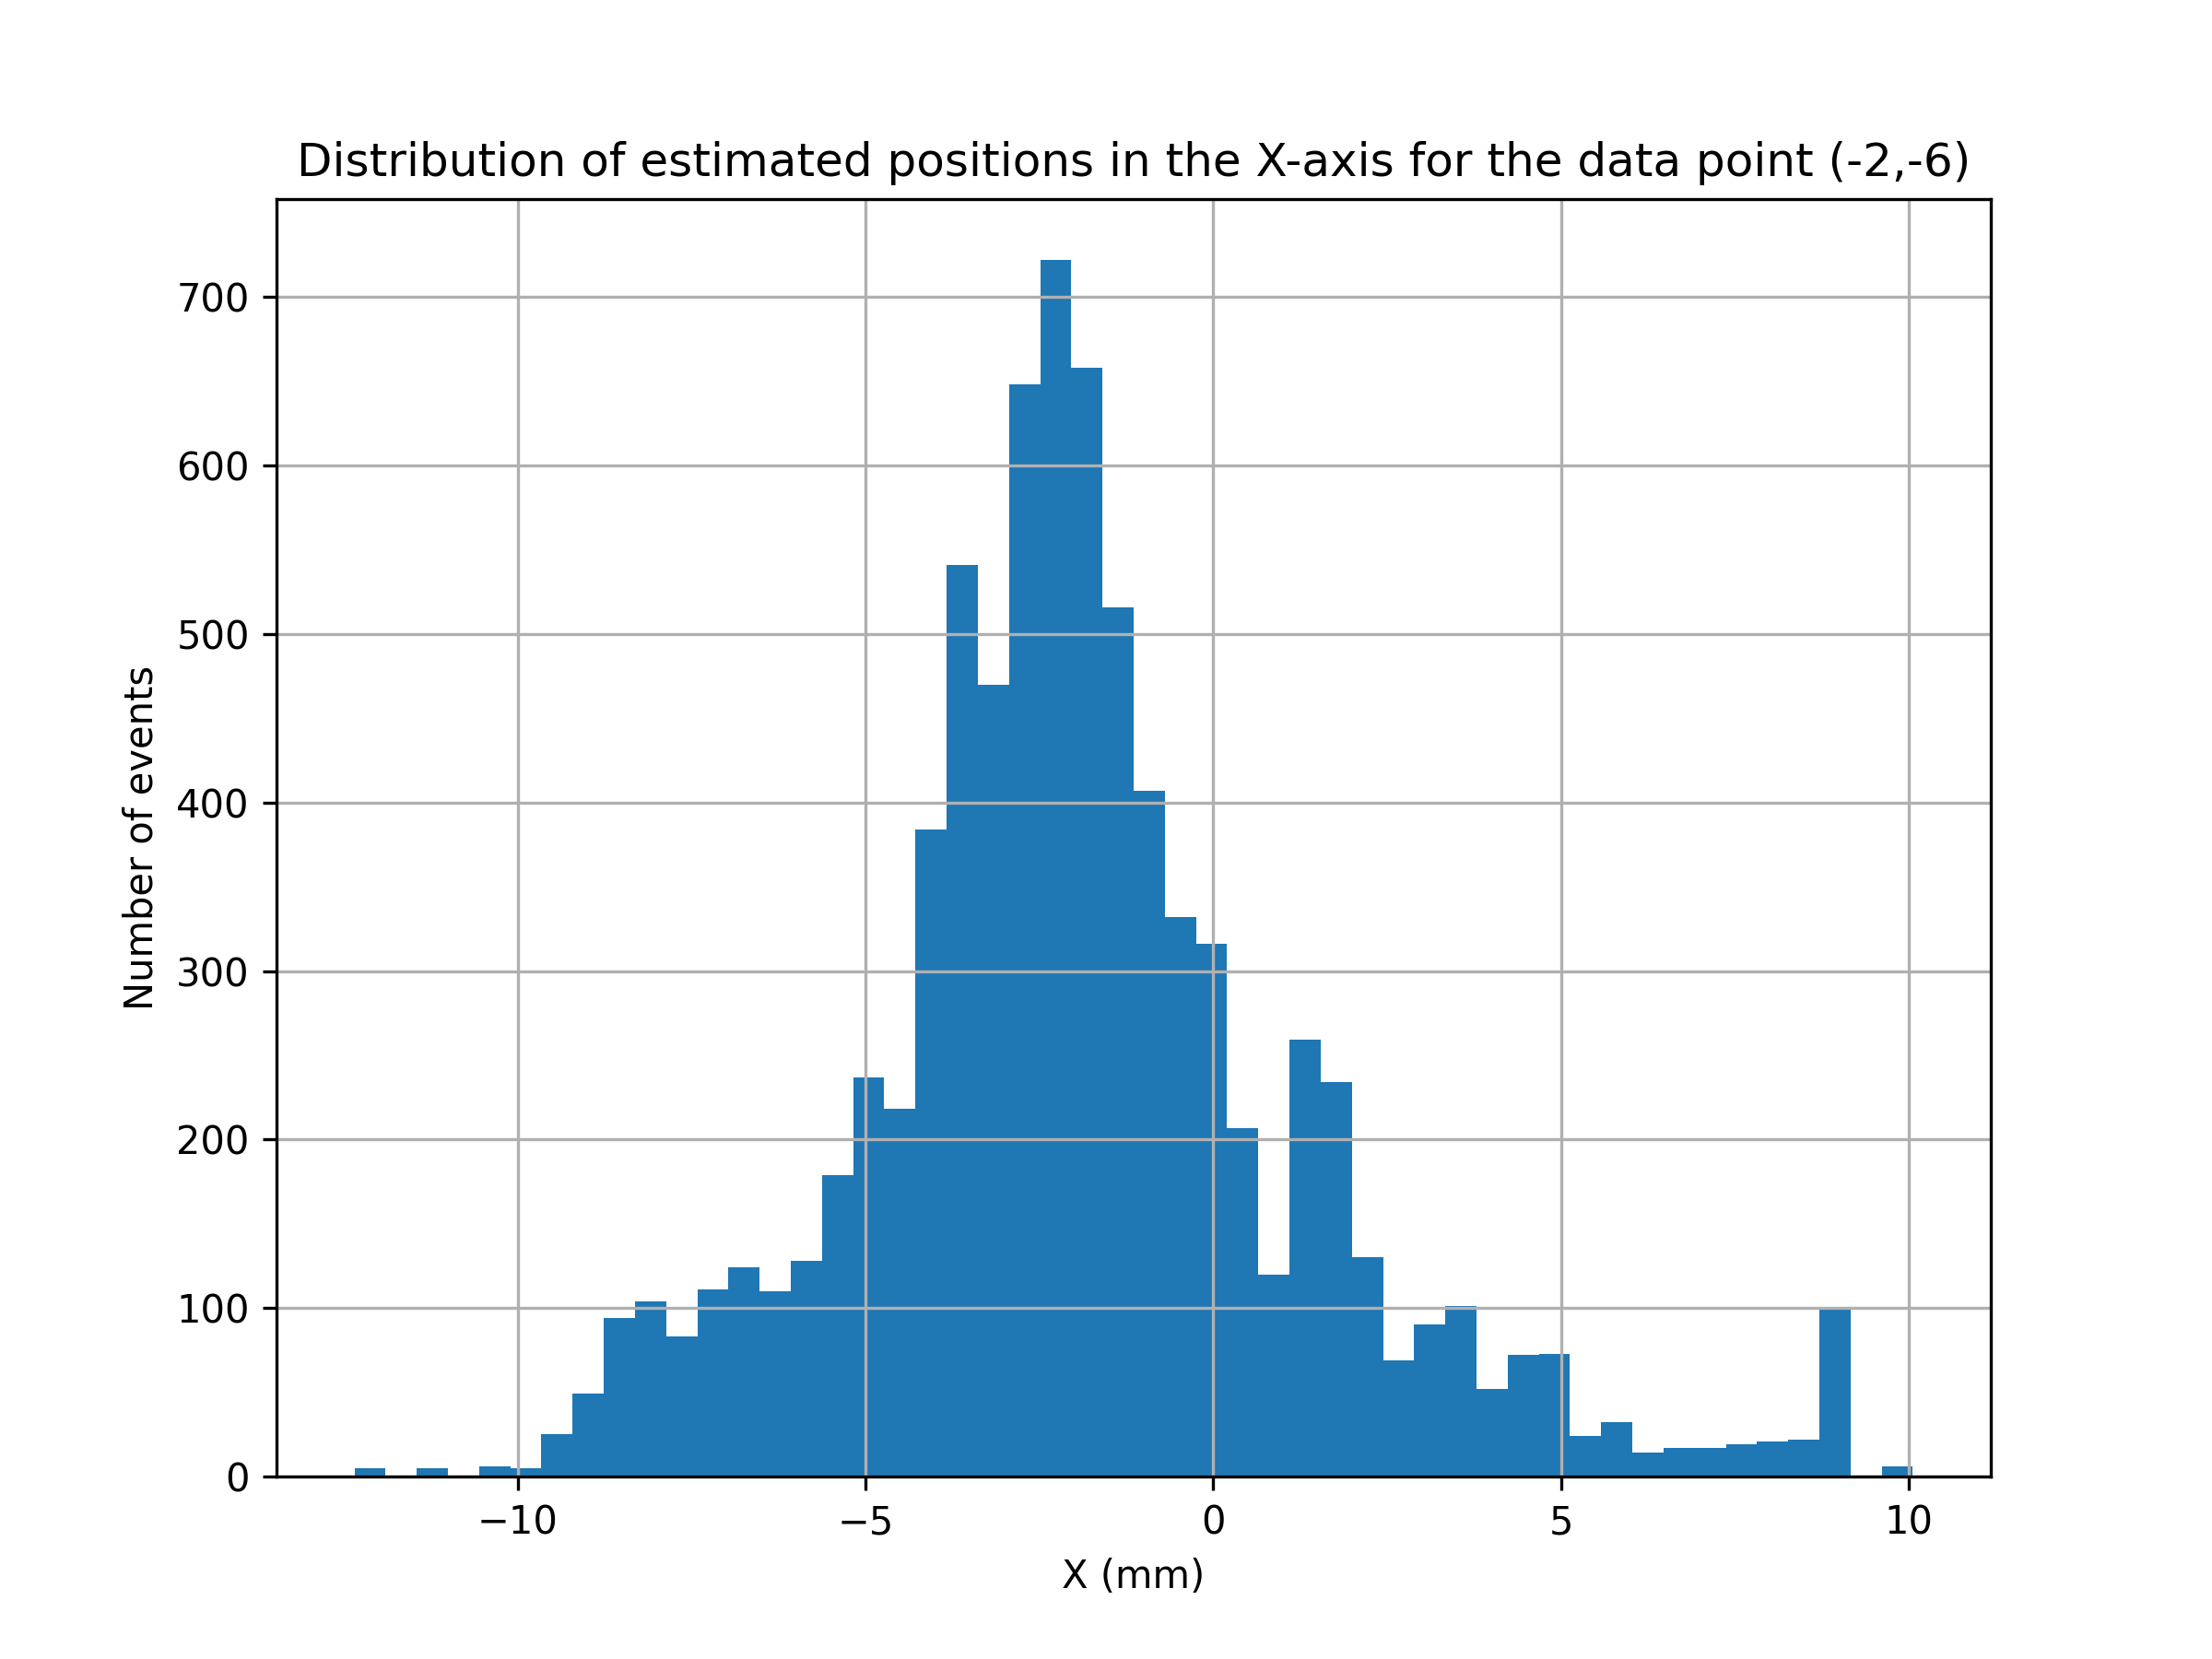 Distribution of estimated positions in the X-axis for the data point (-2,-6)
700
600
500
400
300
200
100
0
Number of events
−10 −5 0 5 10
X (mm)